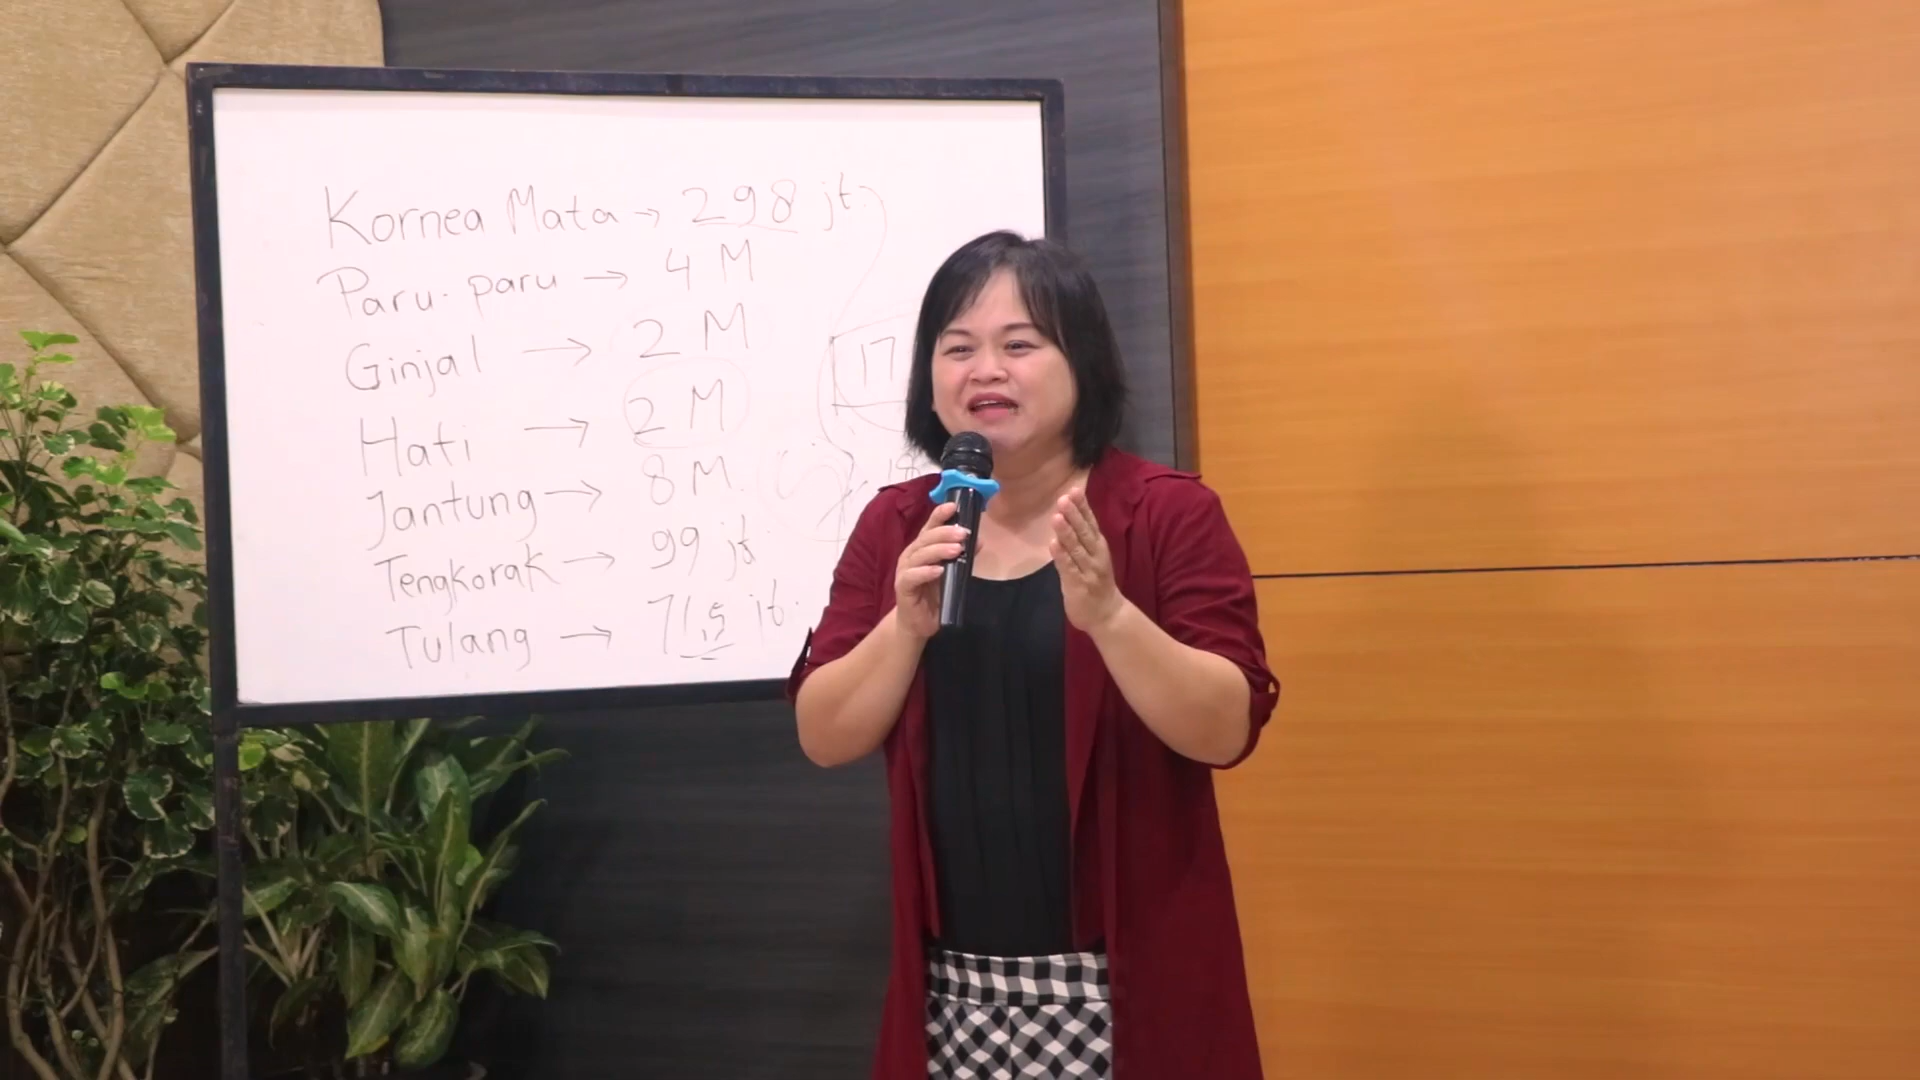 Kornea Mata → 298 jt.
Paru-paru → 4 M
Ginjal → 2 M
17
Hati → 2 M
Jantung → 8 M
18
Tengkorak → 99 jt
Tulang → 71,5 jt.